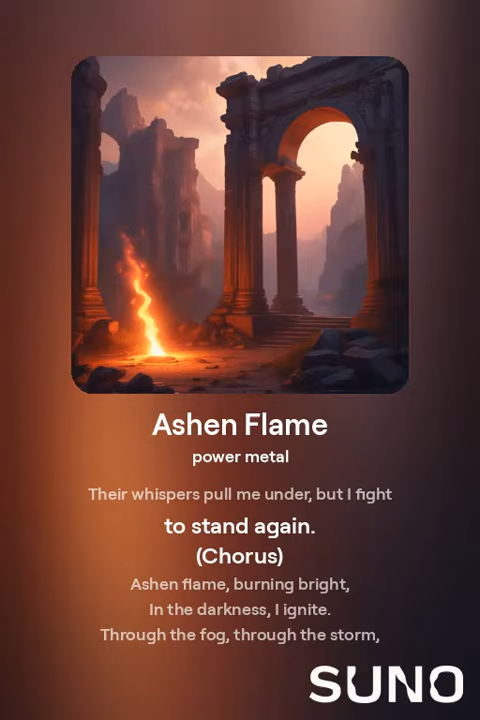 Ashen Flame
power metal
Their whispers pull me under, but I fight
to stand again.
(Chorus)
Ashen flame, burning bright,
In the darkness, I ignite.
Through the fog, through the storm,
SUNO